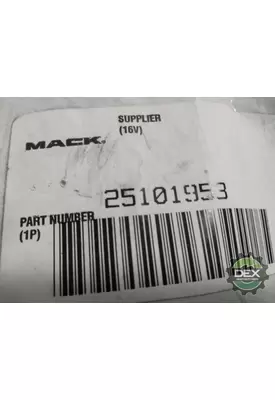 SUPPLIER
(16V)
MACK.
25101953
PART NUMBER
(1P)
DEX